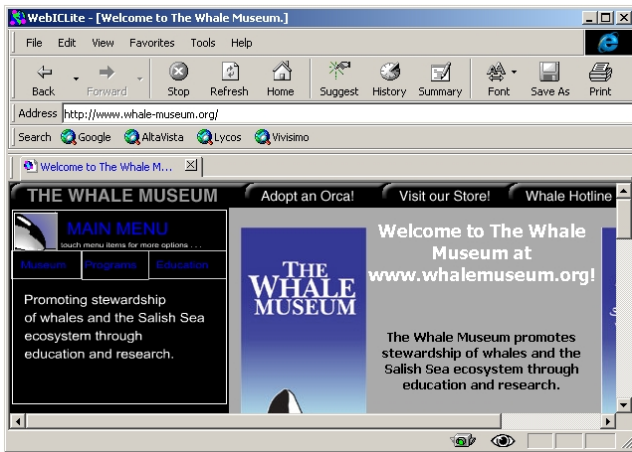 WebICLite - [Welcome to The Whale Museum.]
File Edit View Favorites Tools Help
Back Forward Stop Refresh Home Suggest History Summary Font Save As Print
Address http://www.whale-museum.org/
Search Google AltaVista Lycos Vivisimo
Welcome to The Whale M...
THE WHALE MUSEUM Adopt an Orca! Visit our Store! Whale Hotline
MAIN MENU
touch menu items for more options . . .
Museum Programs Education
Promoting stewardship
of whales and the Salish Sea
ecosystem through
education and research.
THE
WHALE
MUSEUM
Welcome to The Whale
Museum at
www.whalemuseum.org!
The Whale Museum promotes
stewardship of whales and the
Salish Sea ecosystem through
education and research.